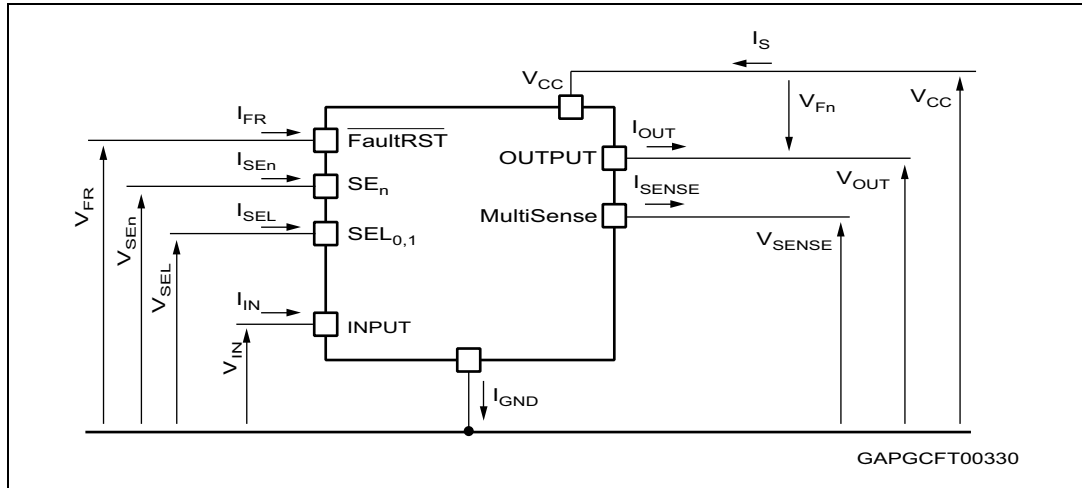 I_S
V_CC
V_Fn
V_CC
I_FR
FaultRST
I_OUT
OUTPUT
I_SEn
SE_n
V_OUT
I_SENSE
MultiSense
V_FR
I_SEL
SEL_0,1
V_SENSE
V_SEn
V_SEL
I_IN
INPUT
V_IN
I_GND
GAPGCFT00330